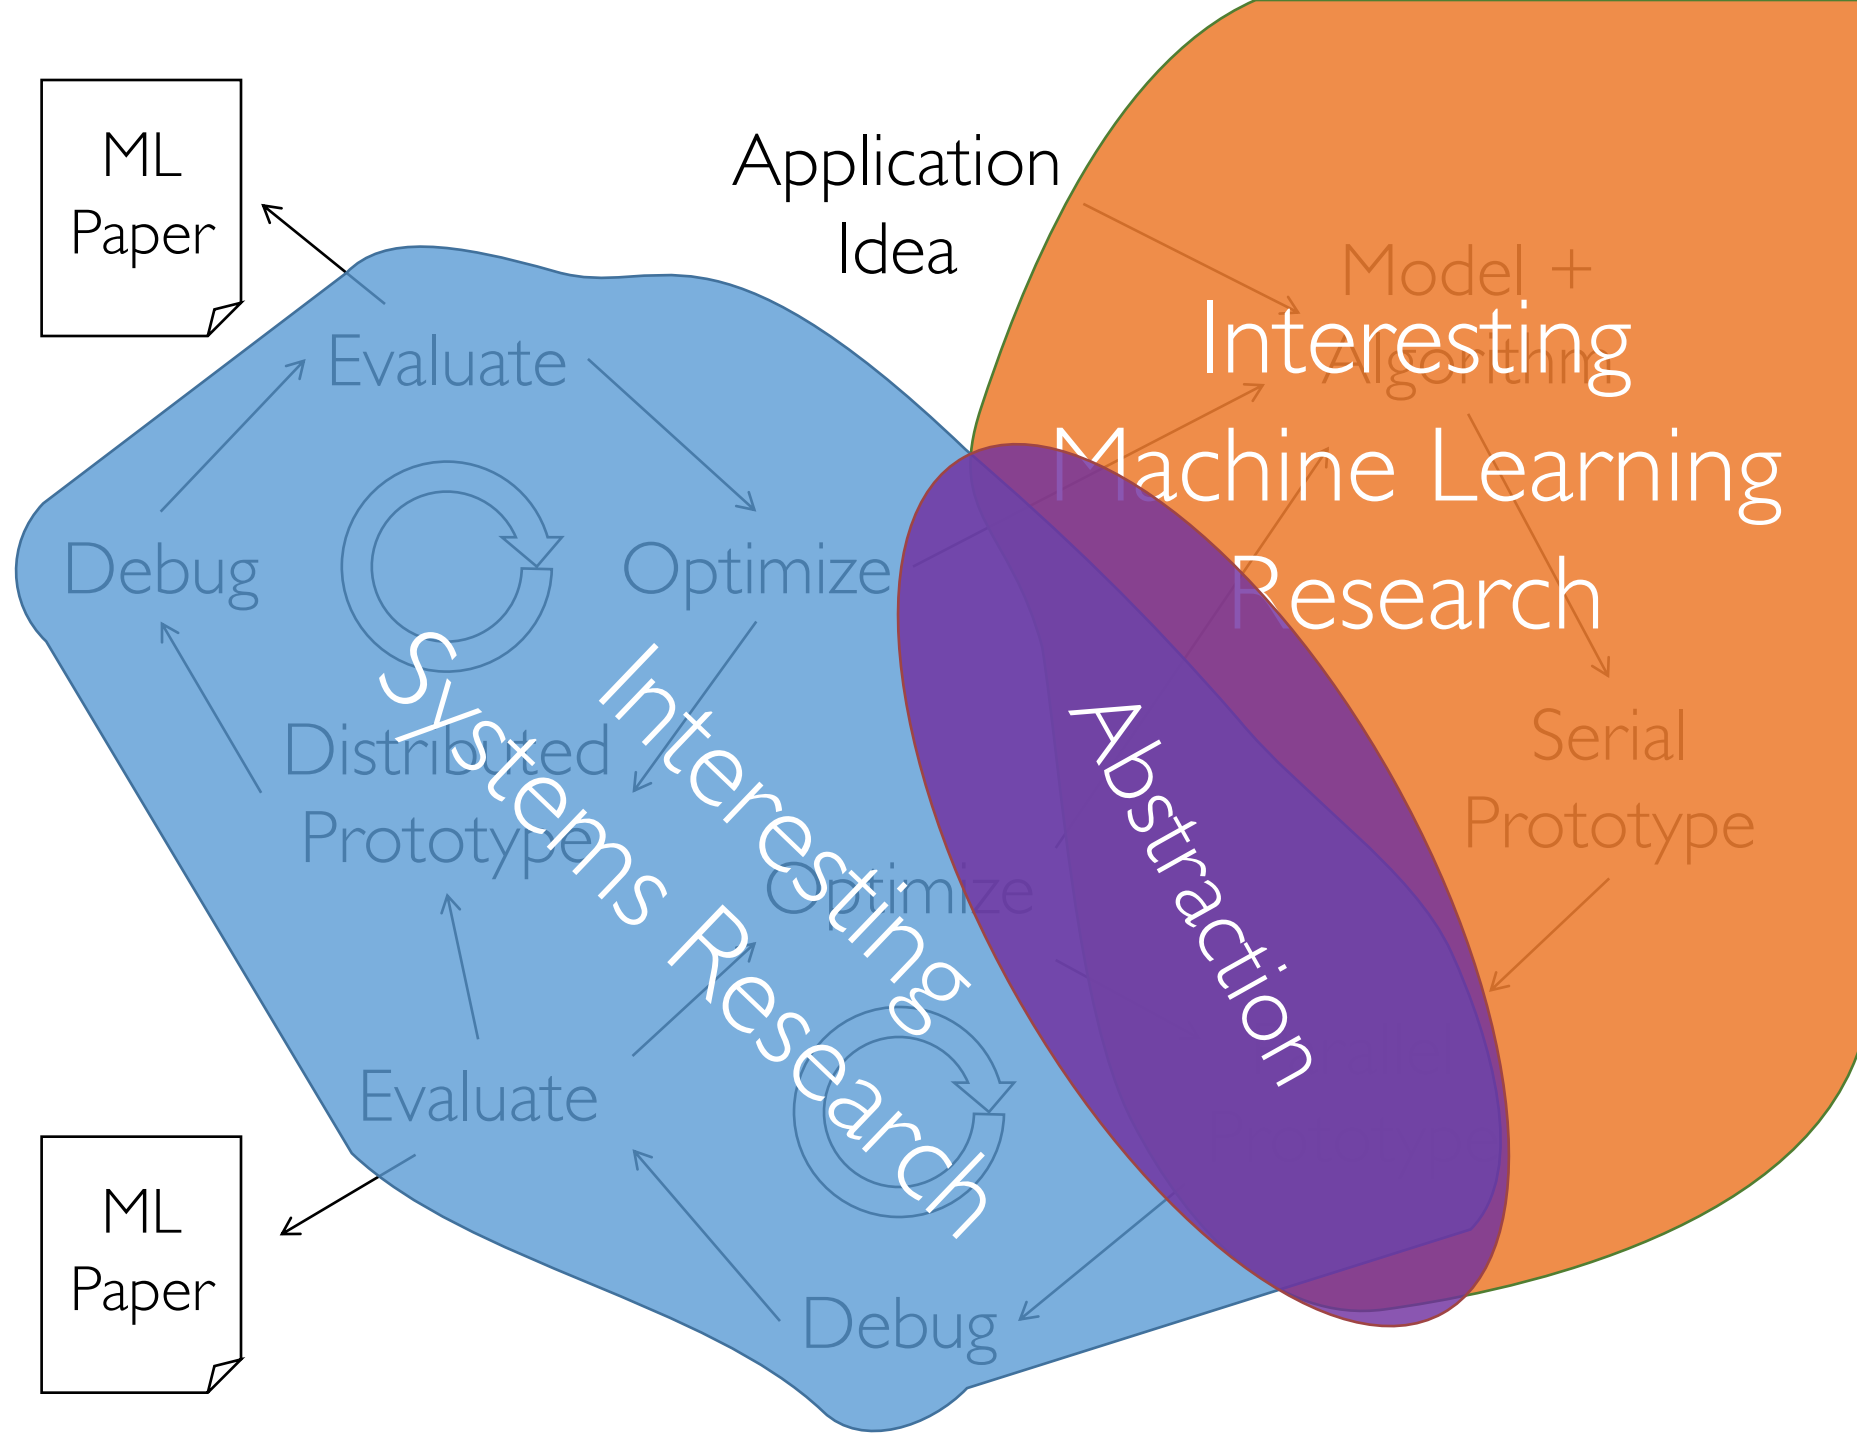 ML
Paper
Application
Idea
Model +
Algorithm
Interesting
Machine Learning
Research
Evaluate
Debug
Optimize
Distributed
Prototype
Interesting
Systems Research
Abstraction
Serial
Prototype
Optimize
Evaluate
ML
Paper
Debug